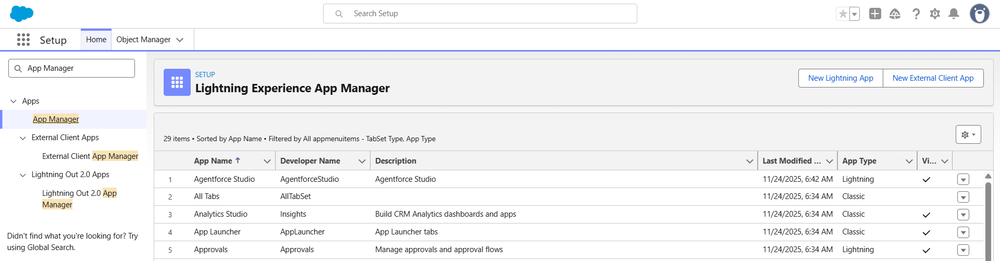 Search Setup
Setup
Home
Object Manager
App Manager
Apps
App Manager
External Client Apps
External Client App Manager
Lightning Out 2.0 Apps
Lightning Out 2.0 App
Manager
Didn't find what you're looking for? Try
using Global Search.
SETUP
Lightning Experience App Manager
New Lightning App
New External Client App
29 items • Sorted by App Name • Filtered by All appmenuitems - TabSet Type, App Type
App Name Developer Name Description Last Modified ... App Type Vi...
1 Agentforce Studio AgentforceStudio Agentforce Studio 11/24/2025, 6:42 AM Lightning
2 All Tabs AllTabSet 11/24/2025, 6:34 AM Classic
3 Analytics Studio Insights Build CRM Analytics dashboards and apps 11/24/2025, 6:34 AM Classic
4 App Launcher AppLauncher App Launcher tabs 11/24/2025, 6:34 AM Classic
5 Approvals Approvals Manage approvals and approval flows 11/24/2025, 6:34 AM Lightning